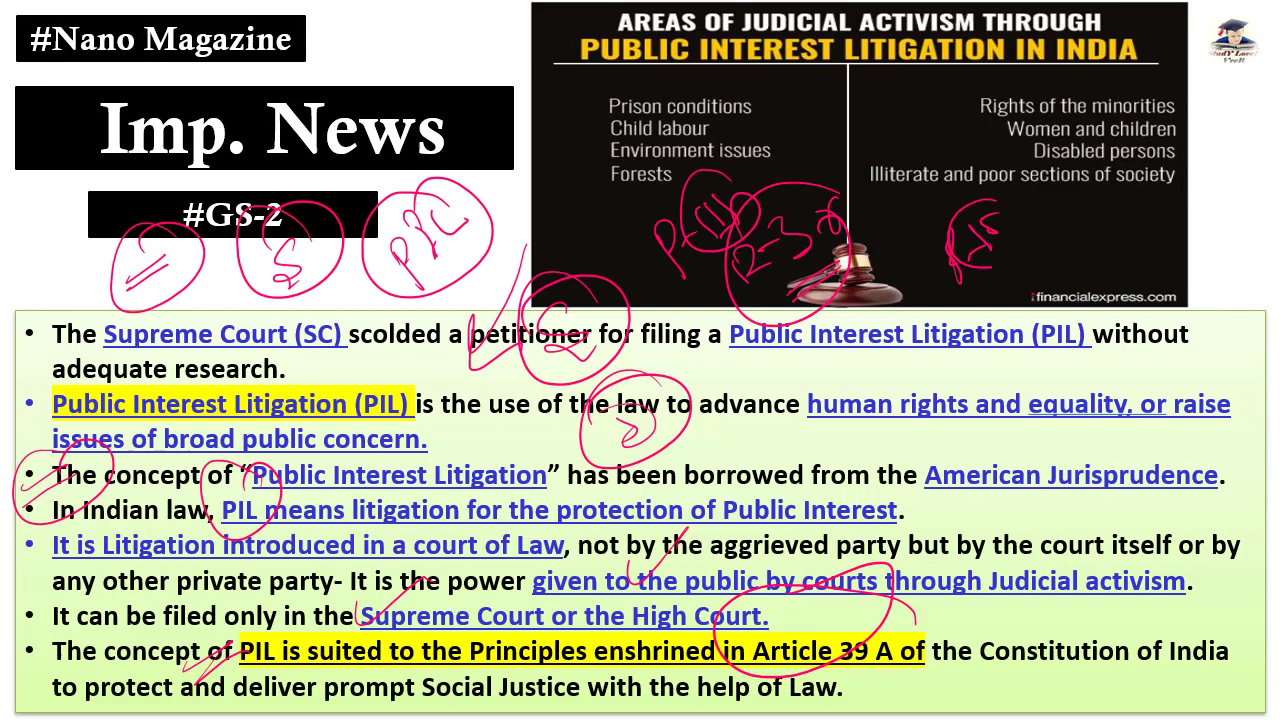 #Nano Magazine
Imp. News
#GS-2
AREAS OF JUDICIAL ACTIVISM THROUGH
PUBLIC INTEREST LITIGATION IN INDIA
Prison conditions
Child labour
Environment issues
Forests
Rights of the minorities
Women and children
Disabled persons
Illiterate and poor sections of society
financialexpress.com
PIL
• The Supreme Court (SC) scolded a petitioner for filing a Public Interest Litigation (PIL) without
adequate research.
• Public Interest Litigation (PIL) is the use of the law to advance human rights and equality, or raise
issues of broad public concern.
• The concept of “Public Interest Litigation” has been borrowed from the American Jurisprudence.
• In Indian law, PIL means litigation for the protection of Public Interest.
• It is Litigation introduced in a court of Law, not by the aggrieved party but by the court itself or by
any other private party- It is the power given to the public by courts through Judicial activism.
• It can be filed only in the Supreme Court or the High Court.
• The concept of PIL is suited to the Principles enshrined in Article 39 A of the Constitution of India
to protect and deliver prompt Social Justice with the help of Law.